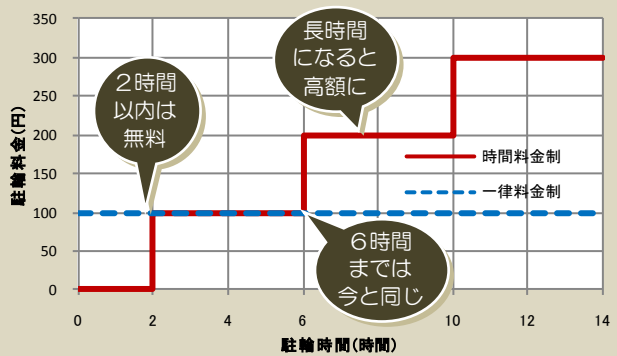 駐輪料金(円)
350
300
250
200
150
100
50
0
長時間
になると
高額に
2時間
以内は
無料
時間料金制
一律料金制
6時間
までは
今と同じ
0 2 4 6 8 10 12 14
駐輪時間(時間)